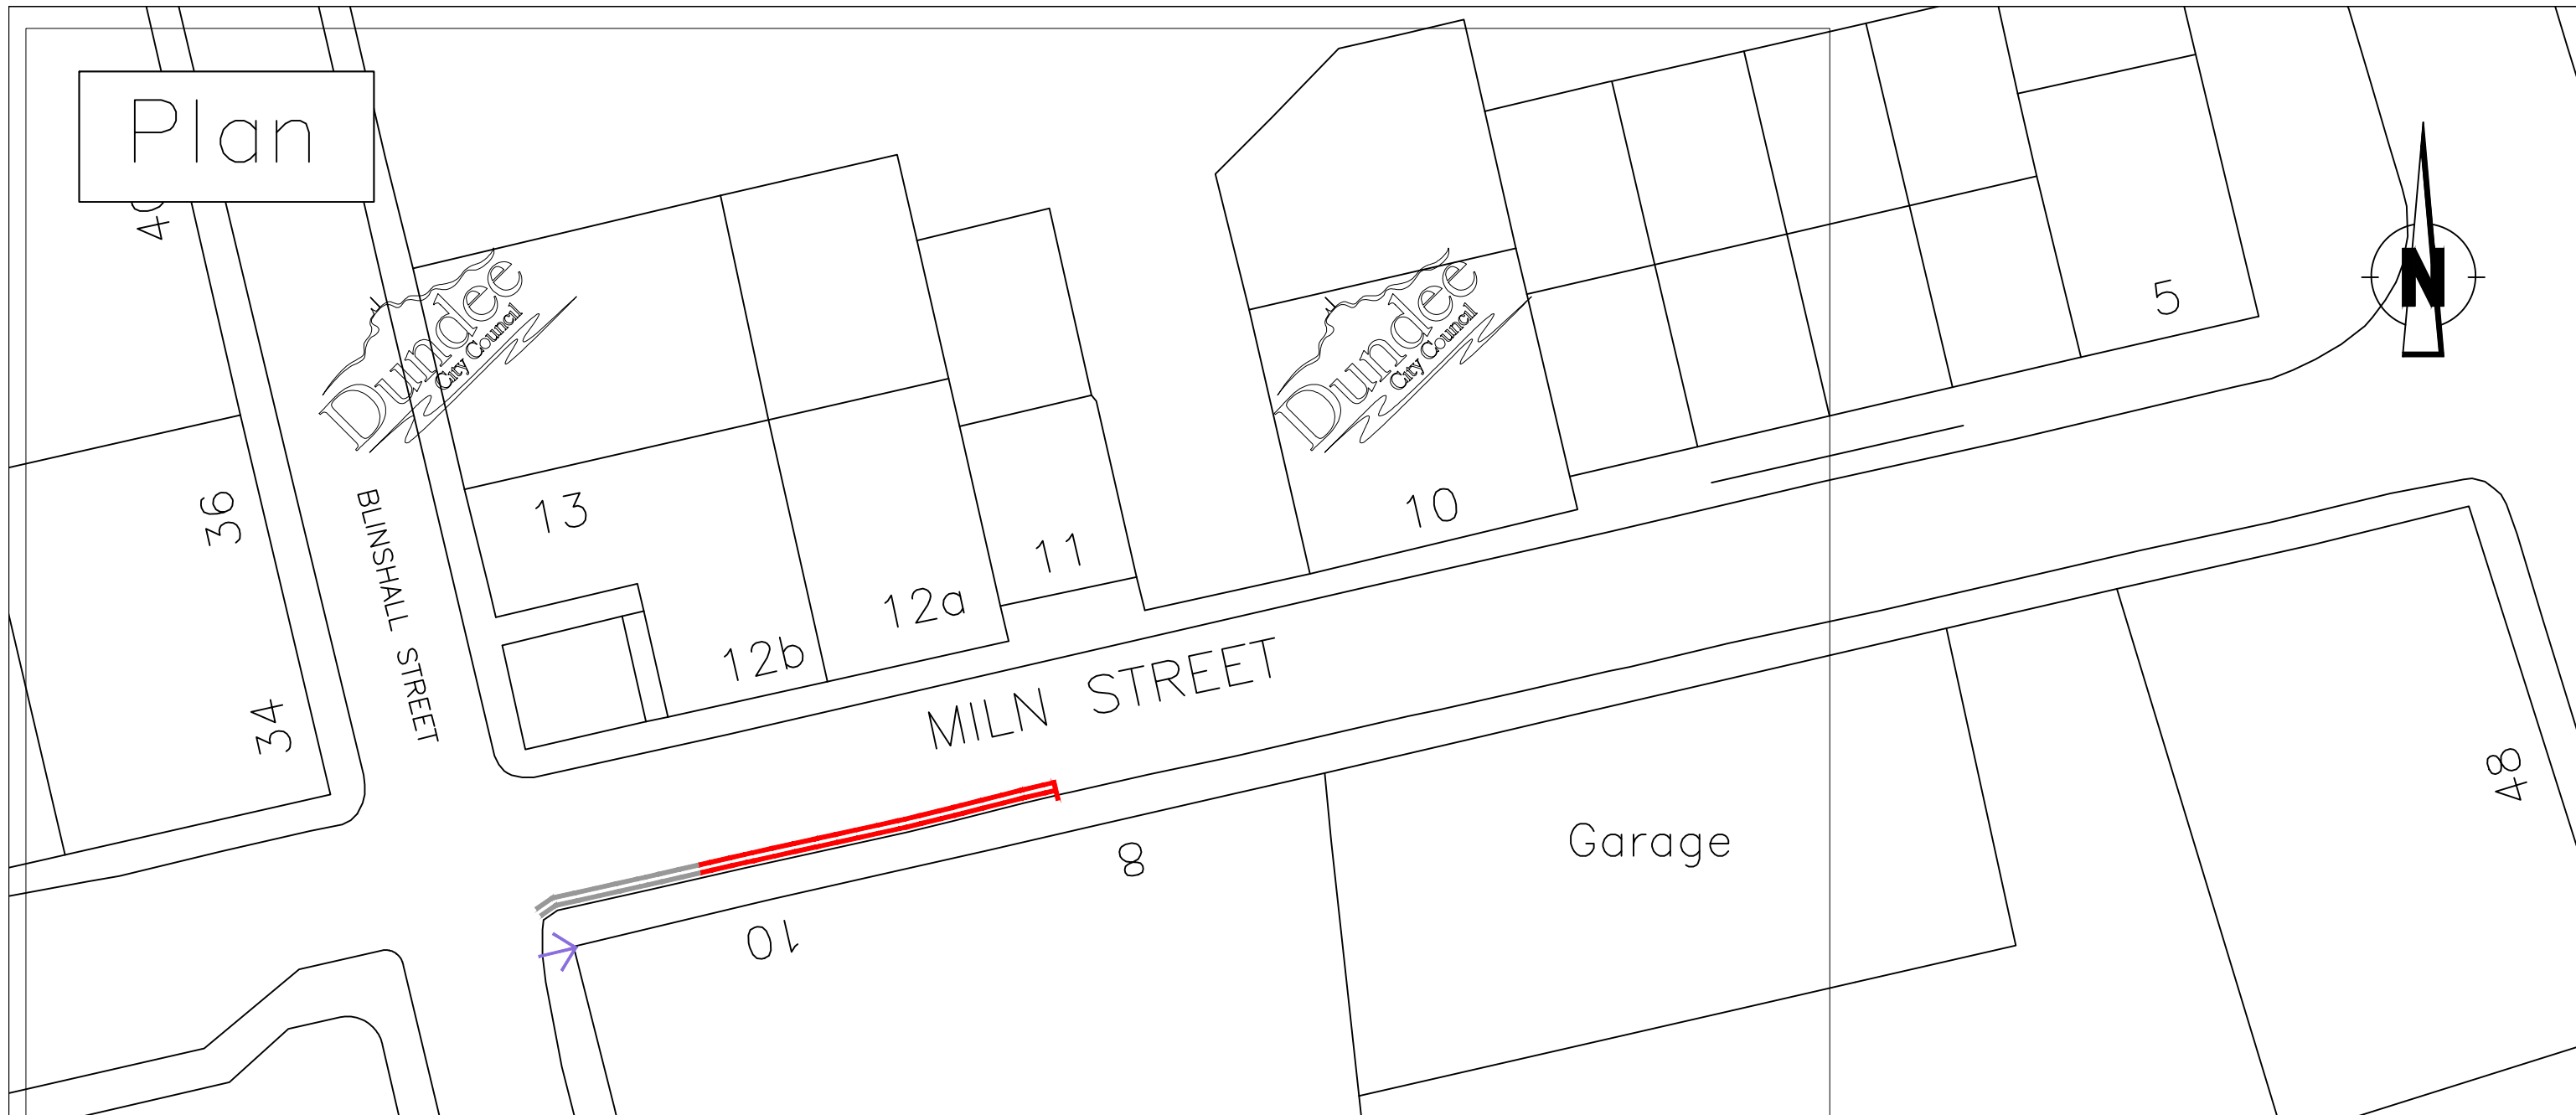 Plan
Dundee
City Council
Dundee
City Council
N
5
36
BLINSHALL STREET
13
10
11
12a
12b
34
MILN STREET
48
Garage
8
10